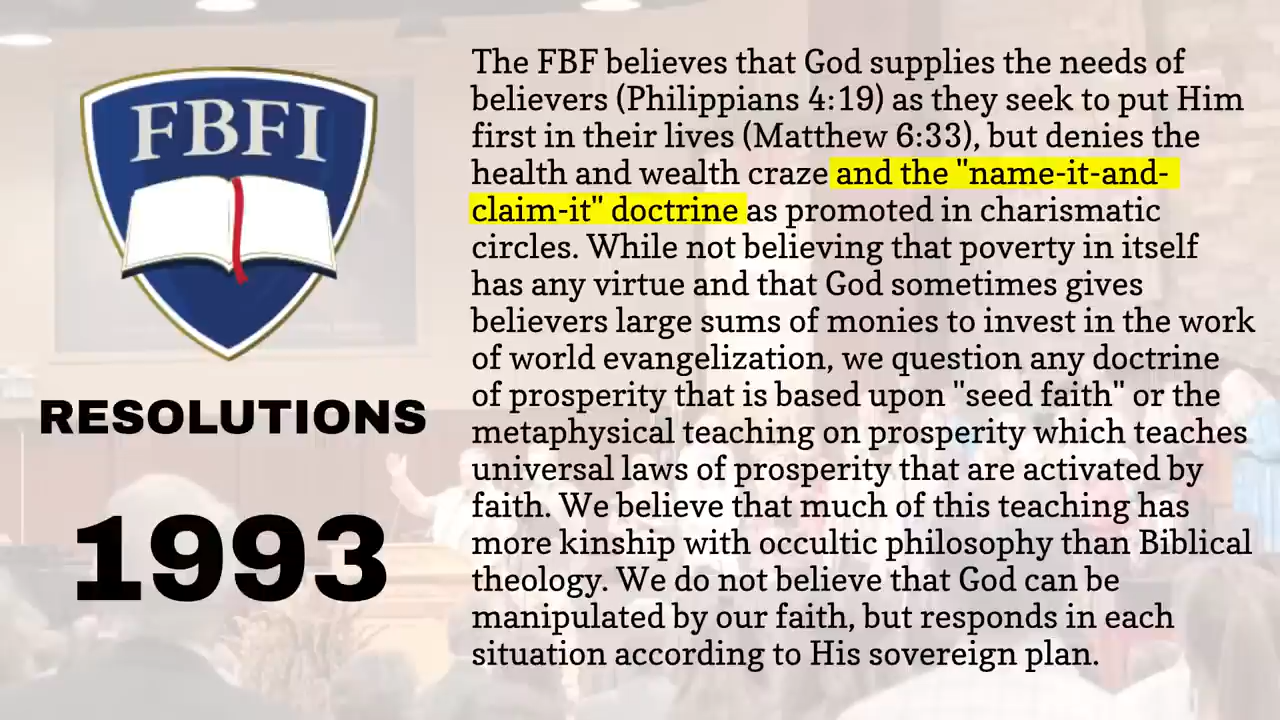 FBFI
RESOLUTIONS
1993
The FBF believes that God supplies the needs of
believers (Philippians 4:19) as they seek to put Him
first in their lives (Matthew 6:33), but denies the
health and wealth craze and the "name-it-and-
claim-it" doctrine as promoted in charismatic
circles. While not believing that poverty in itself
has any virtue and that God sometimes gives
believers large sums of monies to invest in the work
of world evangelization, we question any doctrine
of prosperity that is based upon "seed faith" or the
metaphysical teaching on prosperity which teaches
universal laws of prosperity that are activated by
faith. We believe that much of this teaching has
more kinship with occultic philosophy than Biblical
theology. We do not believe that God can be
manipulated by our faith, but responds in each
situation according to His sovereign plan.